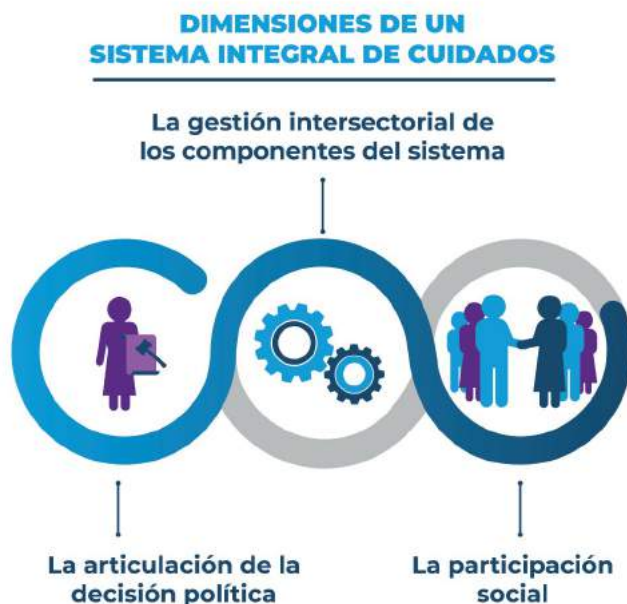 DIMENSIONES DE UN
SISTEMA INTEGRAL DE CUIDADOS
La gestión intersectorial de
los componentes del sistema
La articulación de la
decisión política
La participación
social